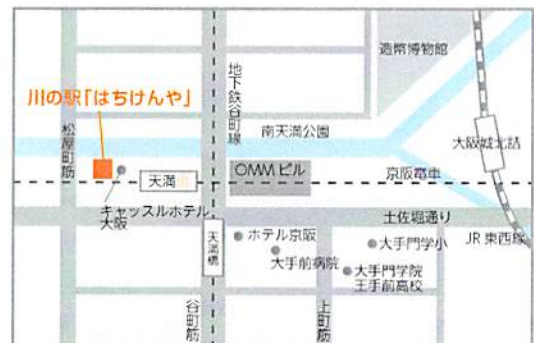 造幣博物館
川の駅「はちけんや」
地下鉄谷町線
松屋町筋
南天満公園
大阪城北詰
天満
OMMビル
京阪電車
キャッスルホテル
大阪
土佐堀通り
天満橋
ホテル京阪
大手門学小
JR東西線
大手前病院
大手門学院
王手前高校
谷町筋
上町筋